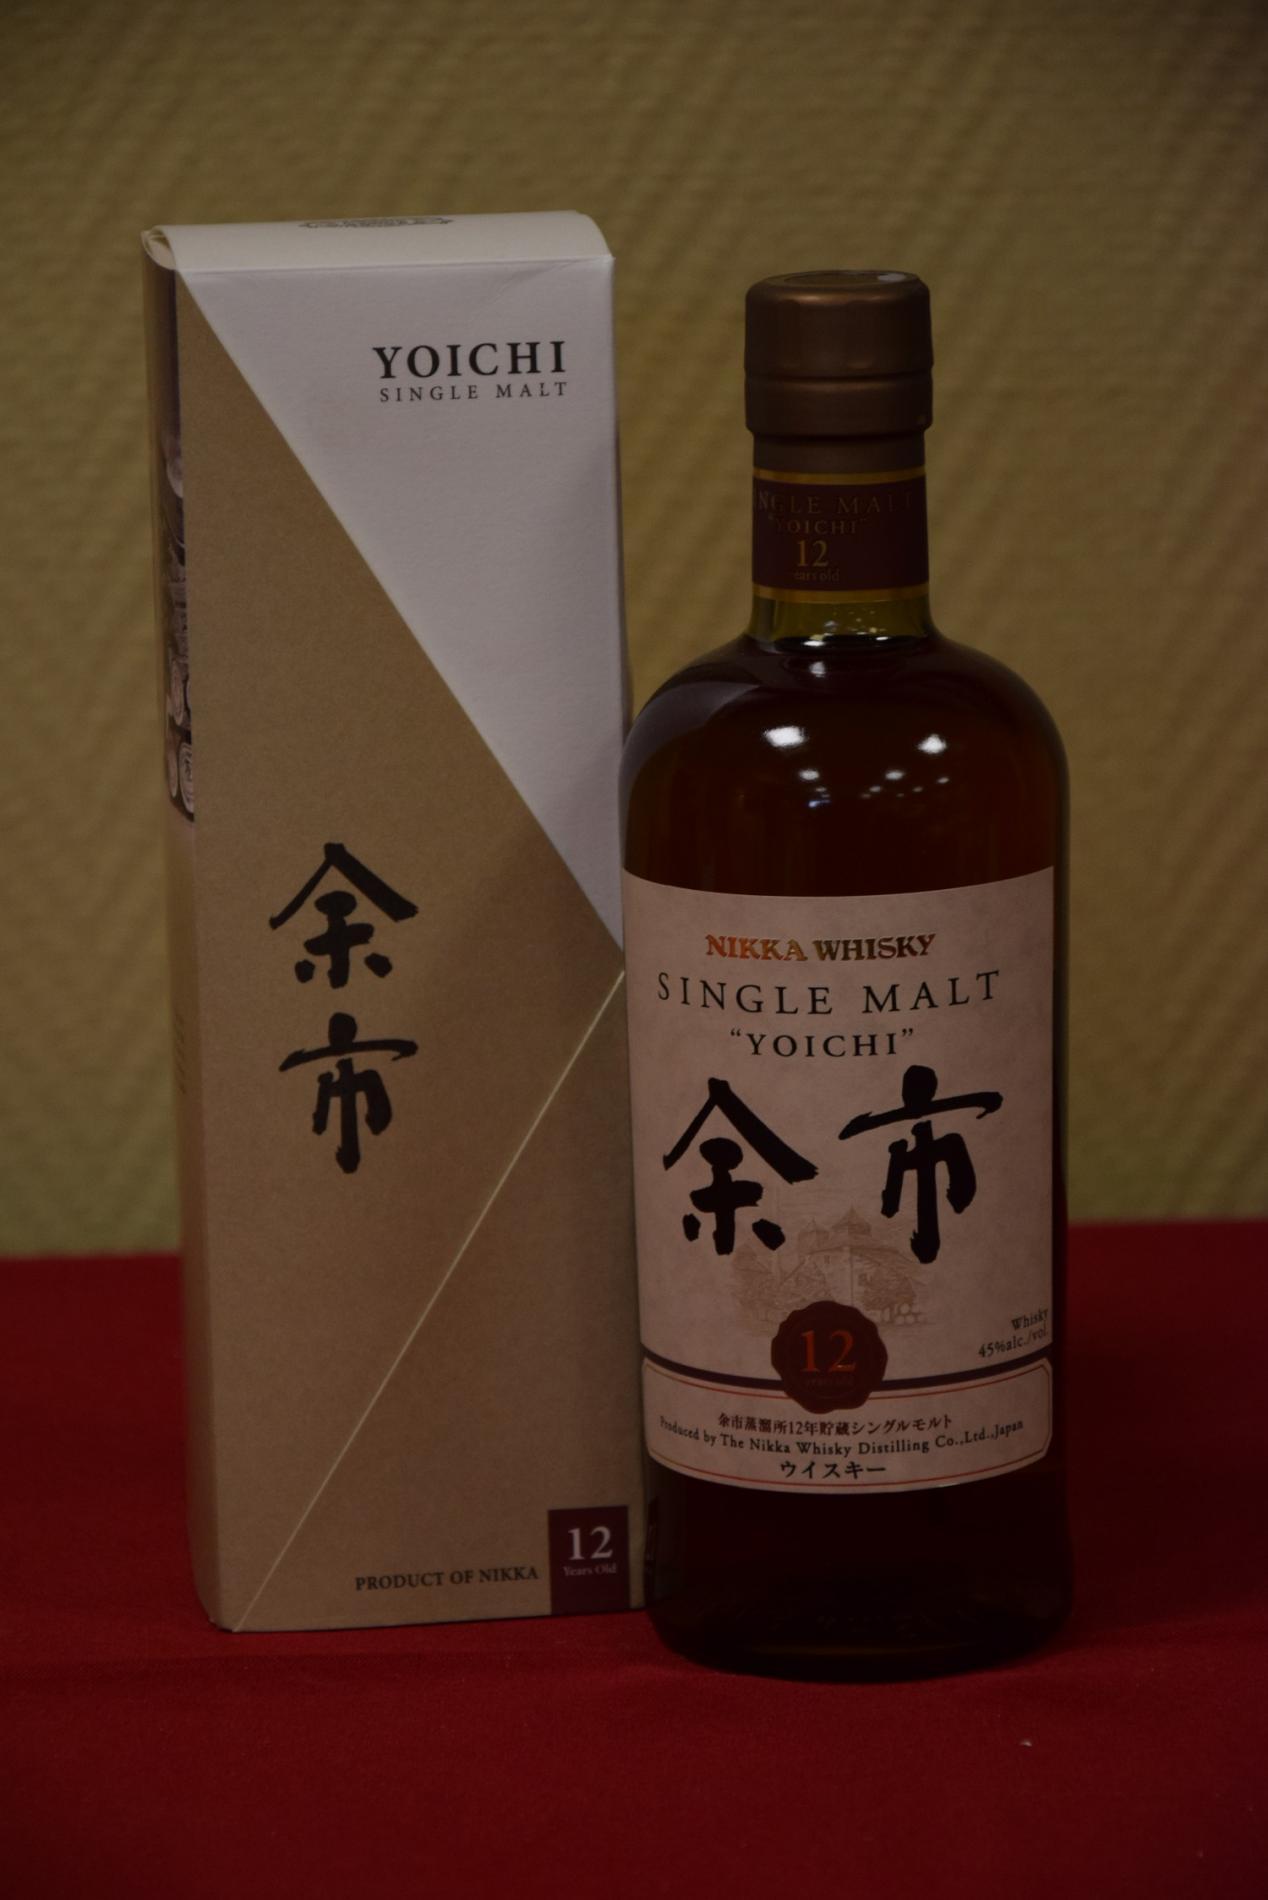 YOICHI
SINGLE MALT
余
市
PRODUCT OF NIKKA
12
Years Old
NGLE MAL
"YOICHI"
12
NIKKA WHISKY
SINGLE MALT
"YOICHI"
余市
Whisky
45%alc./vol.
12
years old
余市蒸溜所12年貯蔵シングルモルト
Produced by The Nikka Whisky Distilling Co.,Ltd.,Japan
ウイスキー